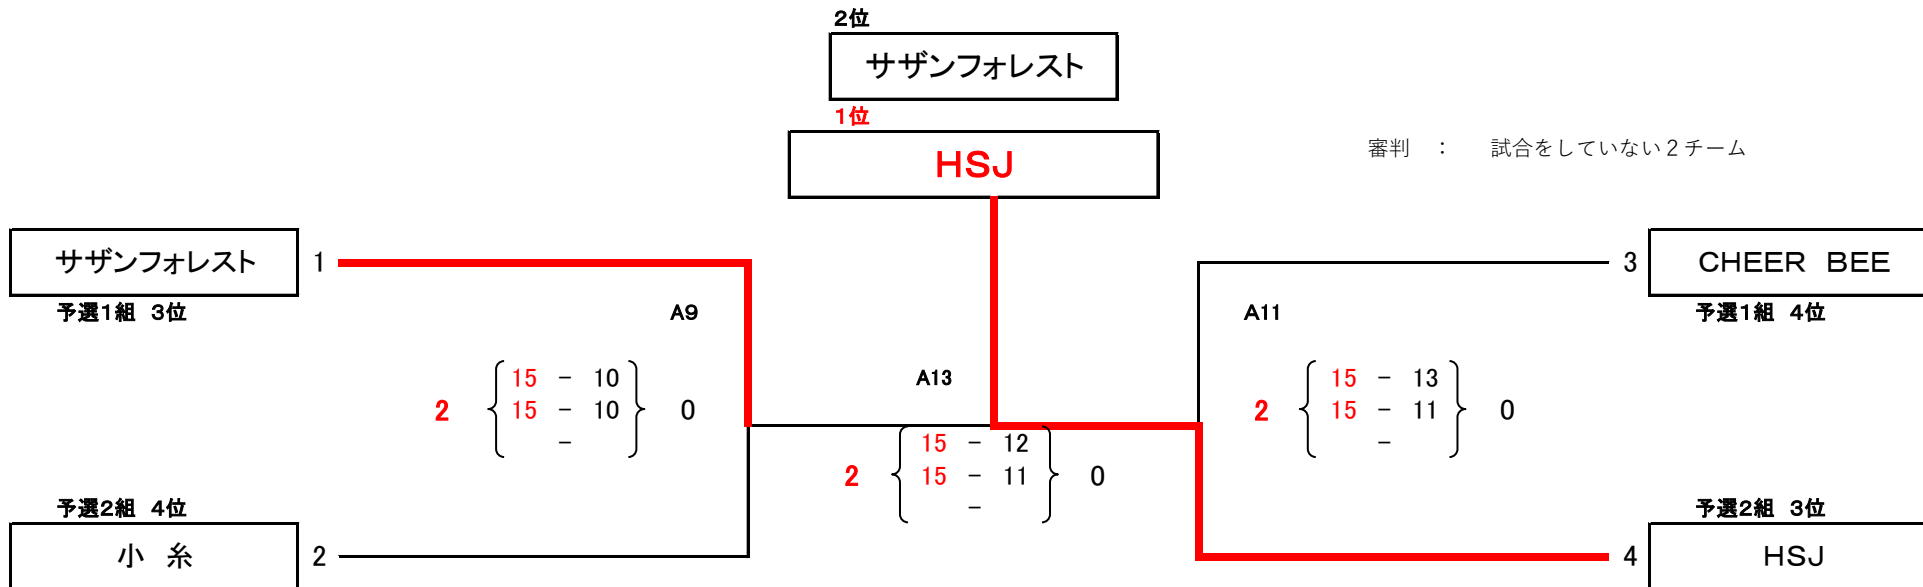 2位
サザンフォレスト
1位
HSJ
審判 ： 試合をしていない２チーム
サザンフォレスト 1
予選1組 3位
3 CHEER BEE
予選1組 4位
A9
A11
A13
2 { 15 － 10 } 0
15 － 10
－
2 { 15 － 12 } 0
15 － 11
－
2 { 15 － 13 } 0
15 － 11
－
予選2組 4位
小 糸 2
予選2組 3位
4 HSJ